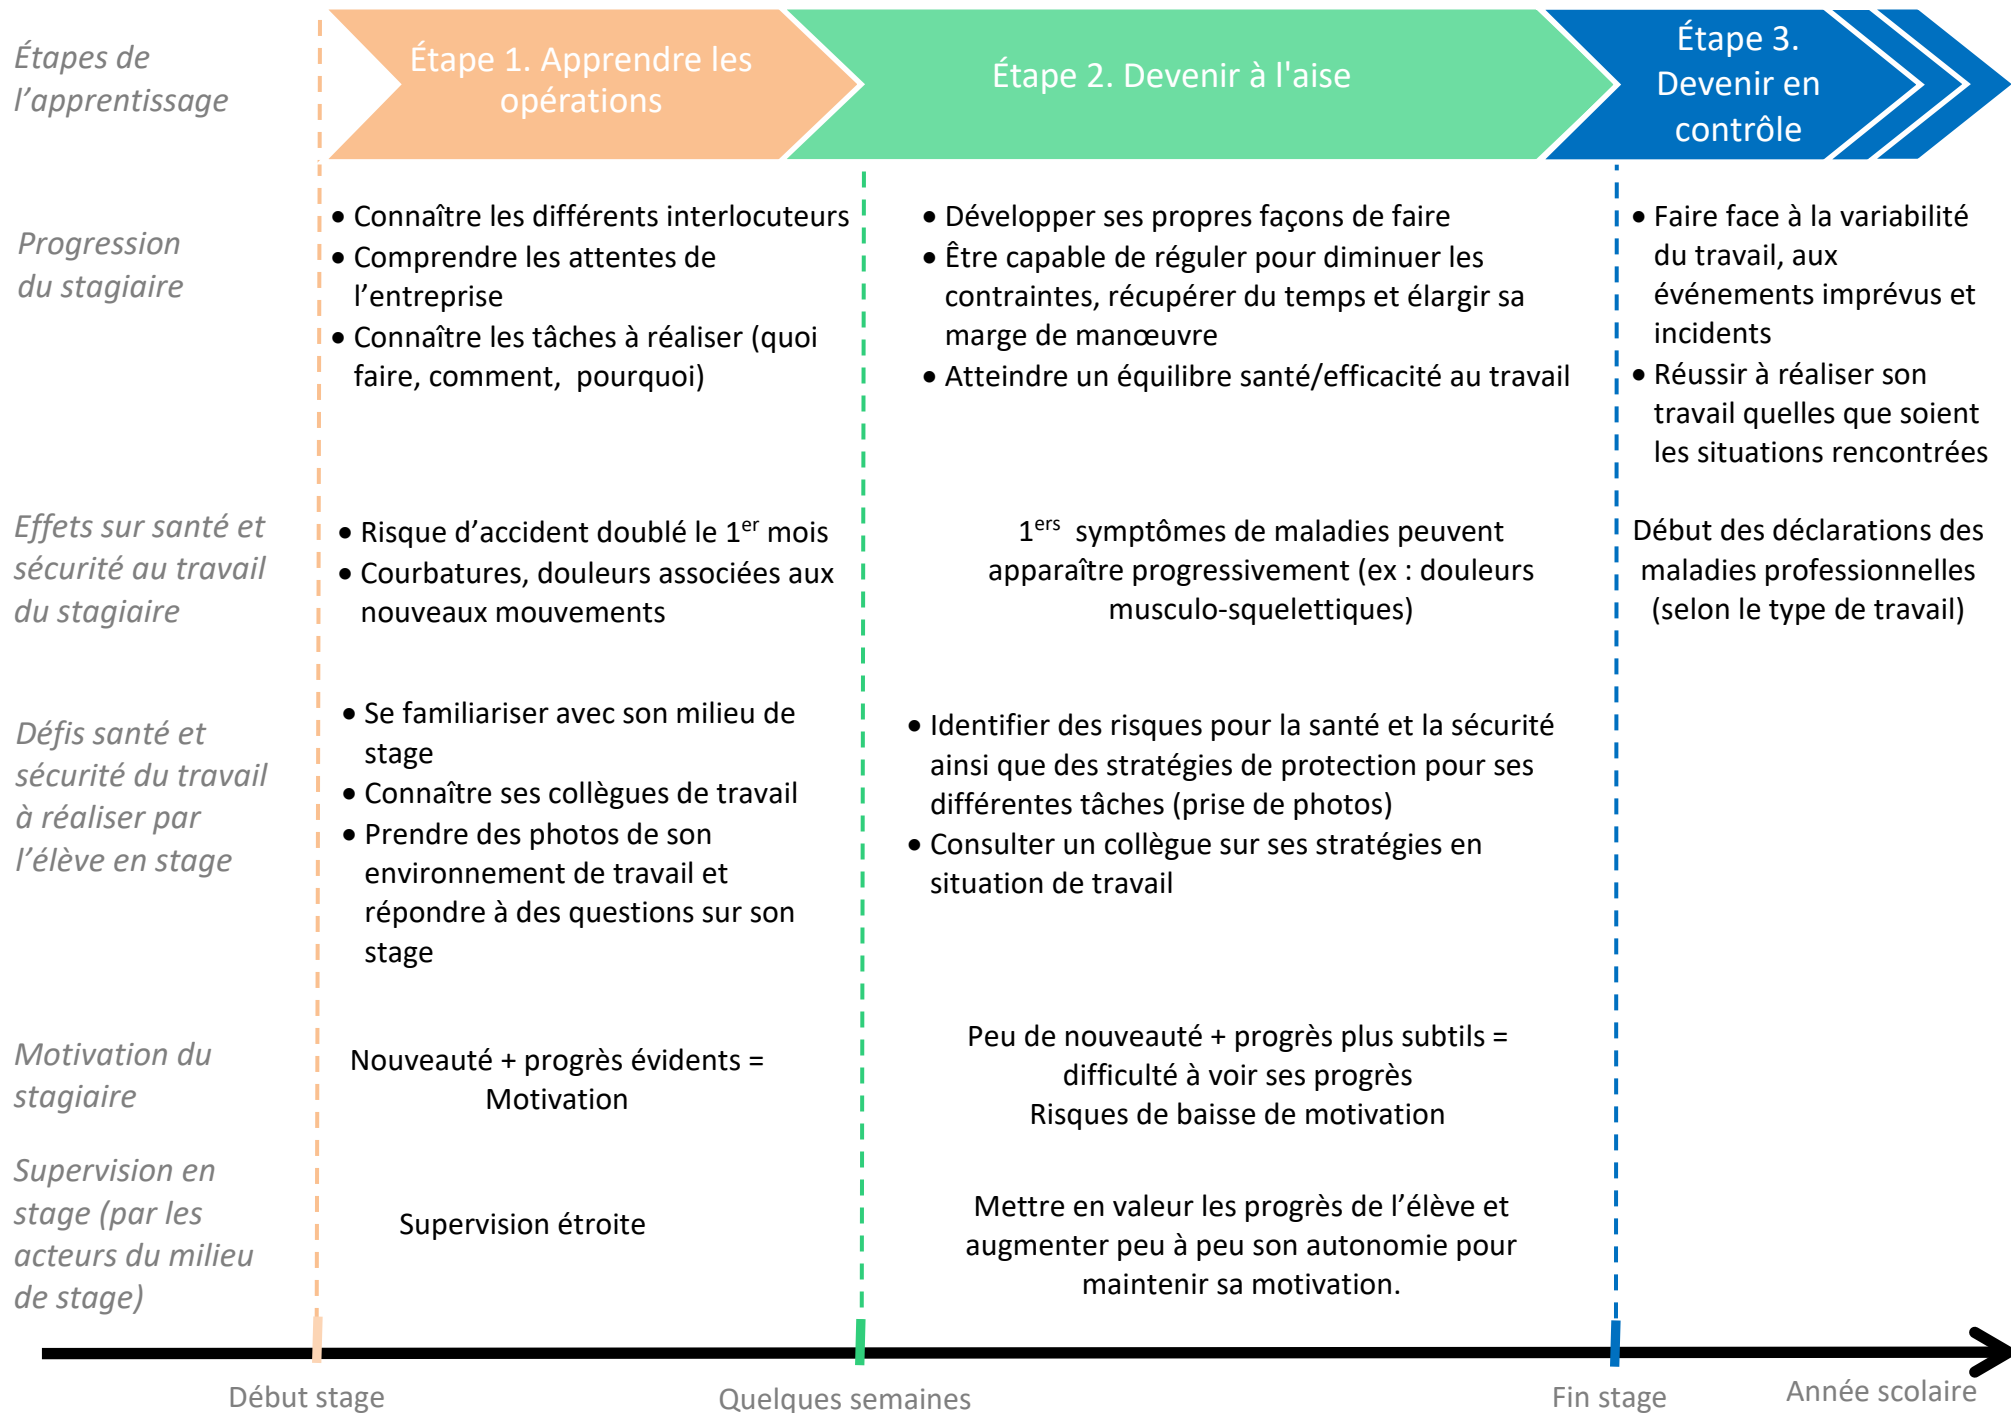 Étapes de
l’apprentissage
Étape 1. Apprendre les
opérations
Étape 2. Devenir à l'aise
Étape 3.
Devenir en
contrôle
Progression
du stagiaire
• Connaître les différents interlocuteurs
• Comprendre les attentes de
l’entreprise
• Connaître les tâches à réaliser (quoi
faire, comment, pourquoi)
• Développer ses propres façons de faire
• Être capable de réguler pour diminuer les
contraintes, récupérer du temps et élargir sa
marge de manœuvre
• Atteindre un équilibre santé/efficacité au travail
• Faire face à la variabilité
du travail, aux
événements imprévus et
incidents
• Réussir à réaliser son
travail quelles que soient
les situations rencontrées
Effets sur santé et
sécurité au travail
du stagiaire
• Risque d’accident doublé le 1er mois
• Courbatures, douleurs associées aux
nouveaux mouvements
1ers symptômes de maladies peuvent
apparaître progressivement (ex : douleurs
musculo-squelettiques)
Début des déclarations des
maladies professionnelles
(selon le type de travail)
Défis santé et
sécurité du travail
à réaliser par
l’élève en stage
• Se familiariser avec son milieu de
stage
• Connaître ses collègues de travail
• Prendre des photos de son
environnement de travail et
répondre à des questions sur son
stage
• Identifier des risques pour la santé et la sécurité
ainsi que des stratégies de protection pour ses
différentes tâches (prise de photos)
• Consulter un collègue sur ses stratégies en
situation de travail
Motivation du
stagiaire
Nouveauté + progrès évidents =
Motivation
Peu de nouveauté + progrès plus subtils =
difficulté à voir ses progrès
Risques de baisse de motivation
Supervision en
stage (par les
acteurs du milieu
de stage)
Supervision étroite
Mettre en valeur les progrès de l’élève et
augmenter peu à peu son autonomie pour
maintenir sa motivation.
Début stage
Quelques semaines
Fin stage
Année scolaire